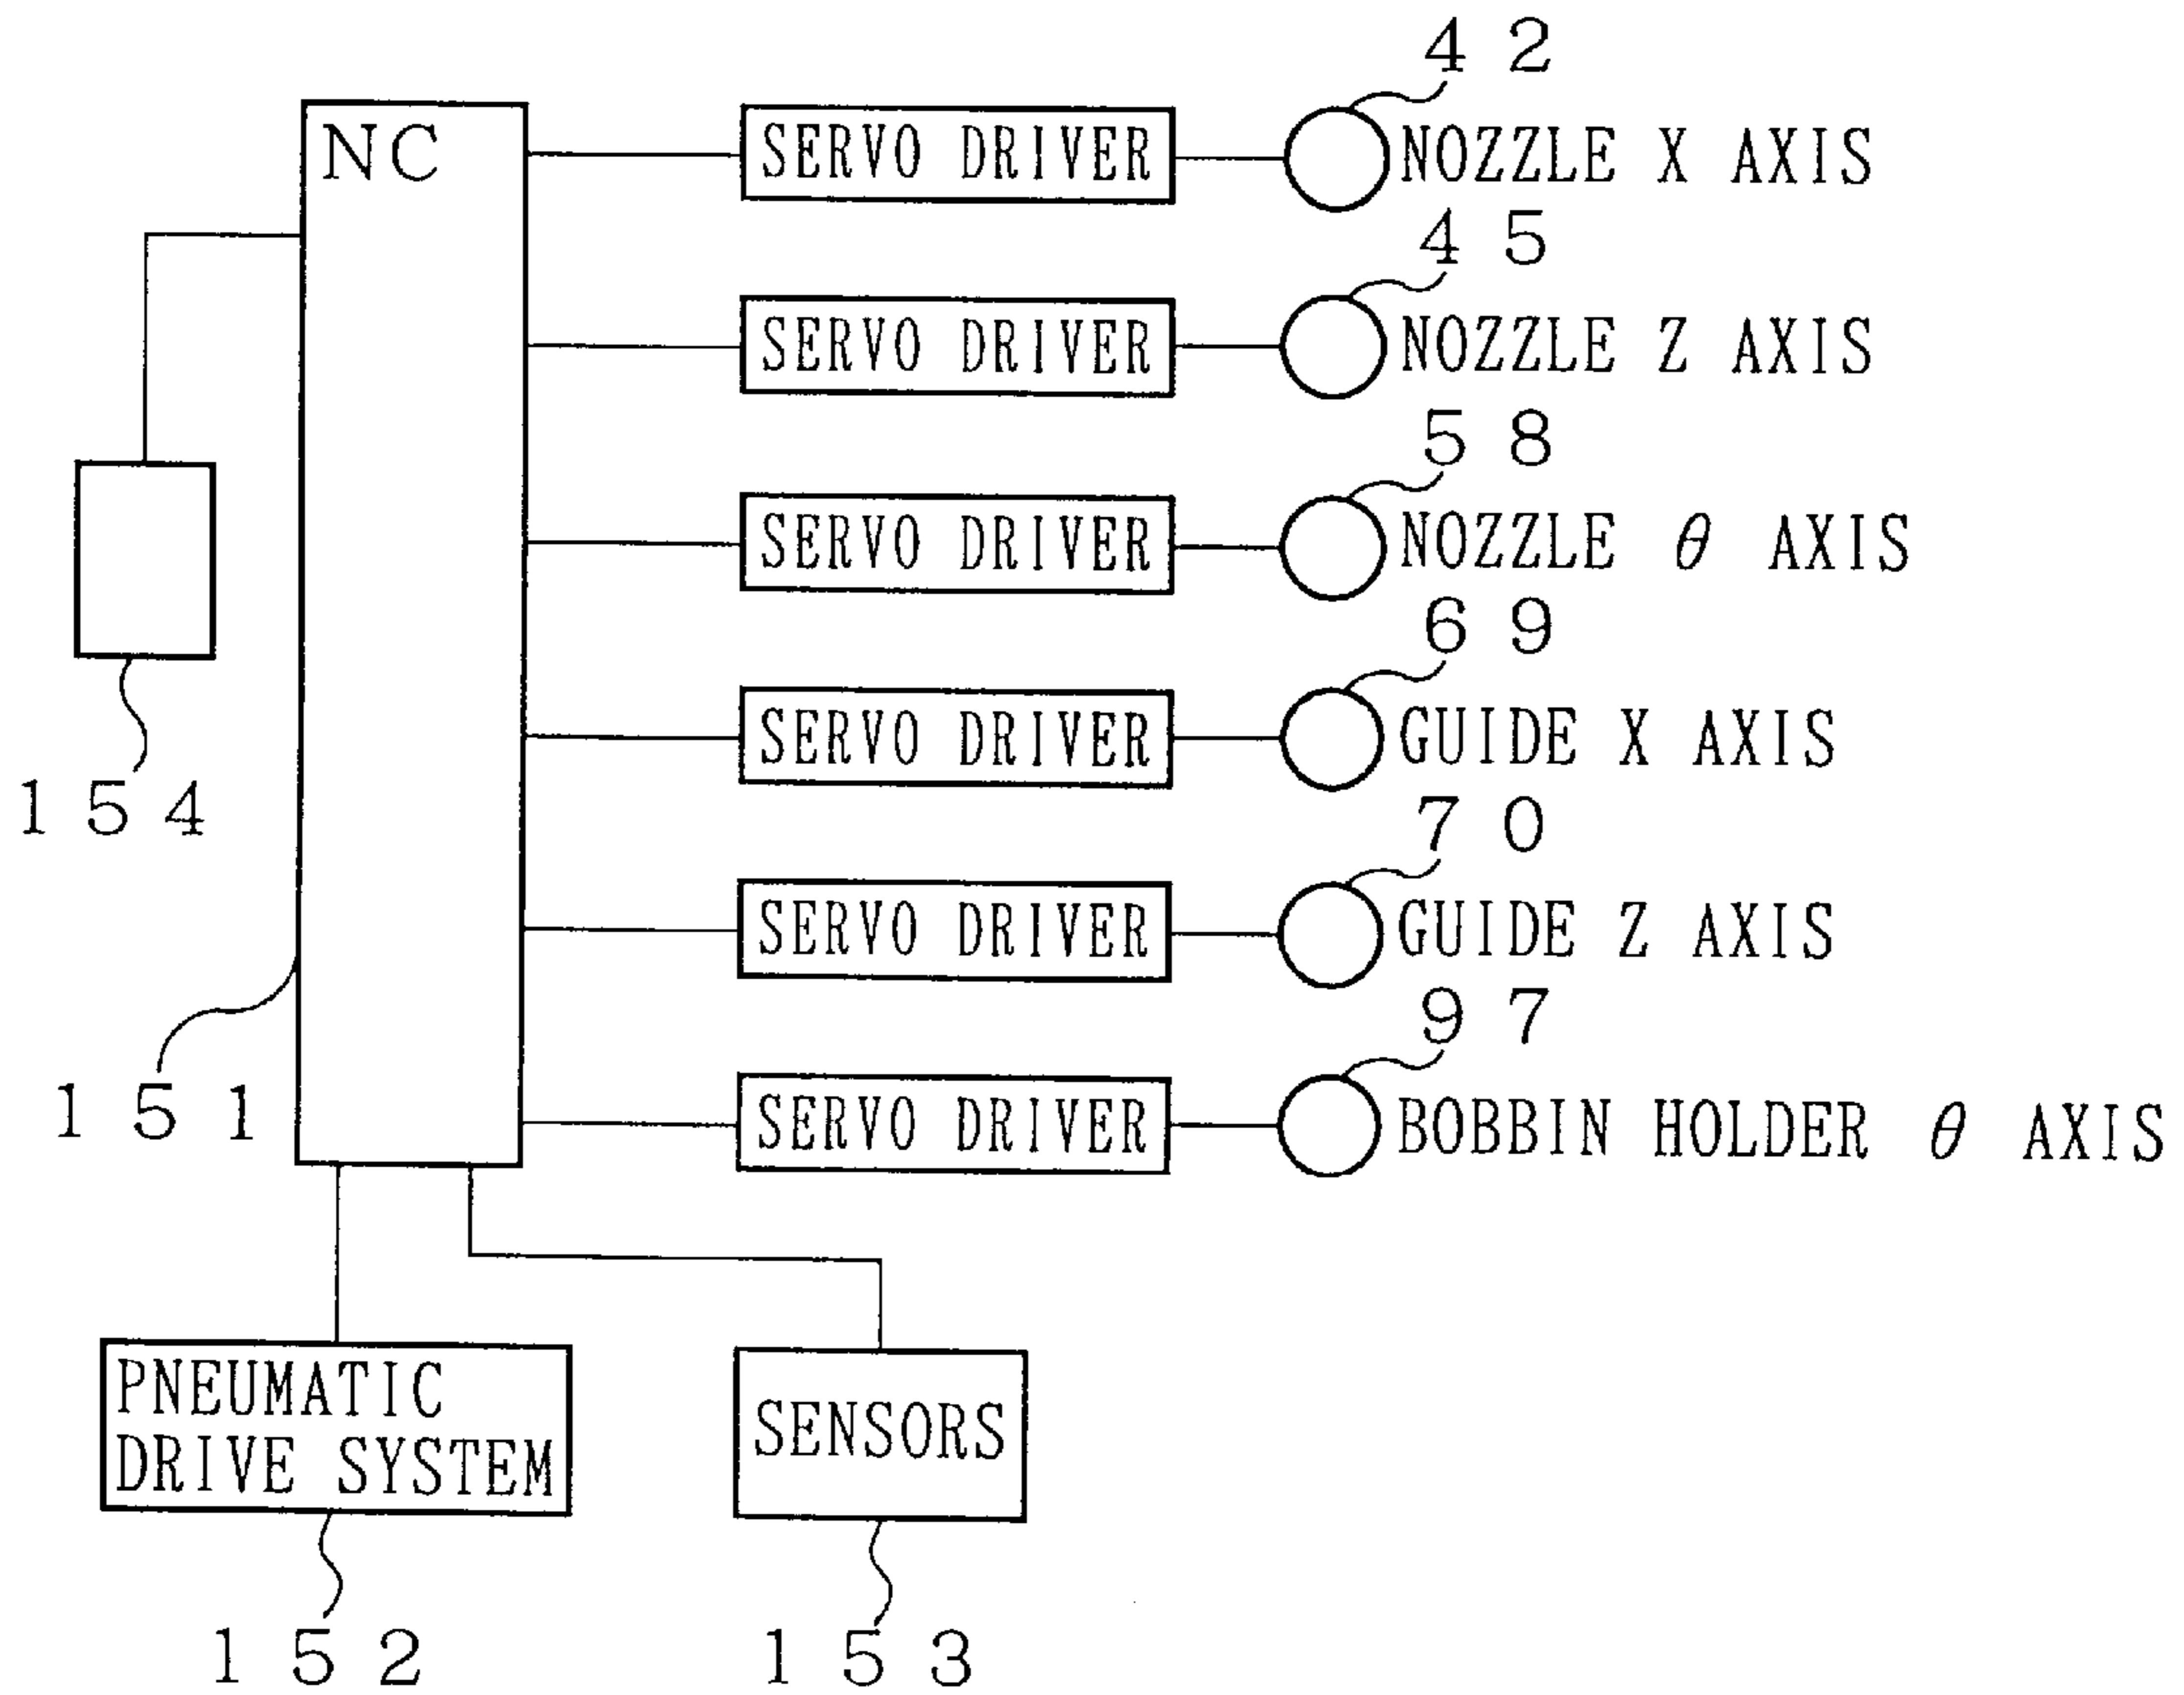 42
NC
SERVO DRIVER
NOZZLE X AXIS
45
SERVO DRIVER
NOZZLE Z AXIS
58
SERVO DRIVER
NOZZLE θ AXIS
69
SERVO DRIVER
GUIDE X AXIS
154
70
SERVO DRIVER
GUIDE Z AXIS
97
151
SERVO DRIVER
BOBBIN HOLDER θ AXIS
PNEUMATIC
DRIVE SYSTEM
SENSORS
152
153